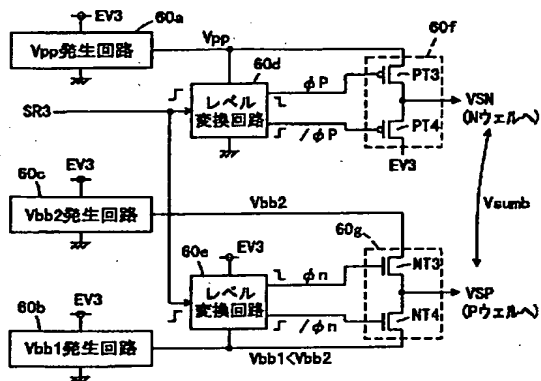 EV3
60a
Vpp発生回路
Vpp
60f
60d
SR3
レベル
変換回路
φP
/φP
PT3
PT4
EV3
VSN
(Nウェルへ)
60c
EV3
Vbb2発生回路
Vbb2
Vsumb
60g
60e
EV3
レベル
変換回路
φn
/φn
NT3
NT4
VSP
(Pウェルへ)
60b
EV3
Vbb1発生回路
Vbb1<Vbb2